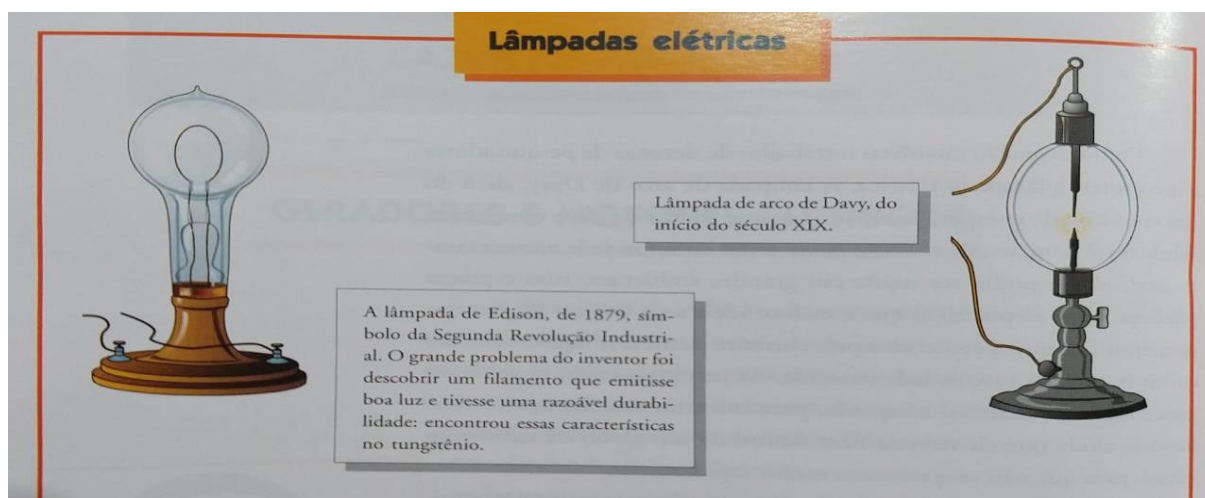 Lâmpadas elétricas
Lâmpada de arco de Davy, do
início do século XIX.
A lâmpada de Edison, de 1879, sím-
bolo da Segunda Revolução Industri-
al. O grande problema do inventor foi
descobrir um filamento que emitisse
boa luz e tivesse uma razoável durabi-
lidade: encontrou essas características
no tungstênio.